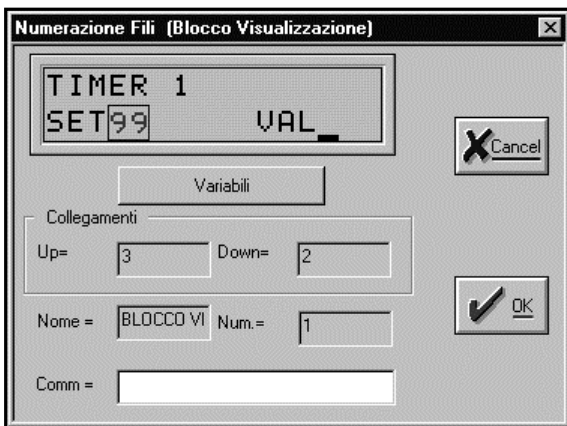 Numerazione Fili (Blocco Visualizzazione)
TIMER 1
SET99 VAL_
Cancel
Variabili
Collegamenti
Up= 3 Down= 2
Nome = BLOCCO VI Num.= 1
OK
Comm =